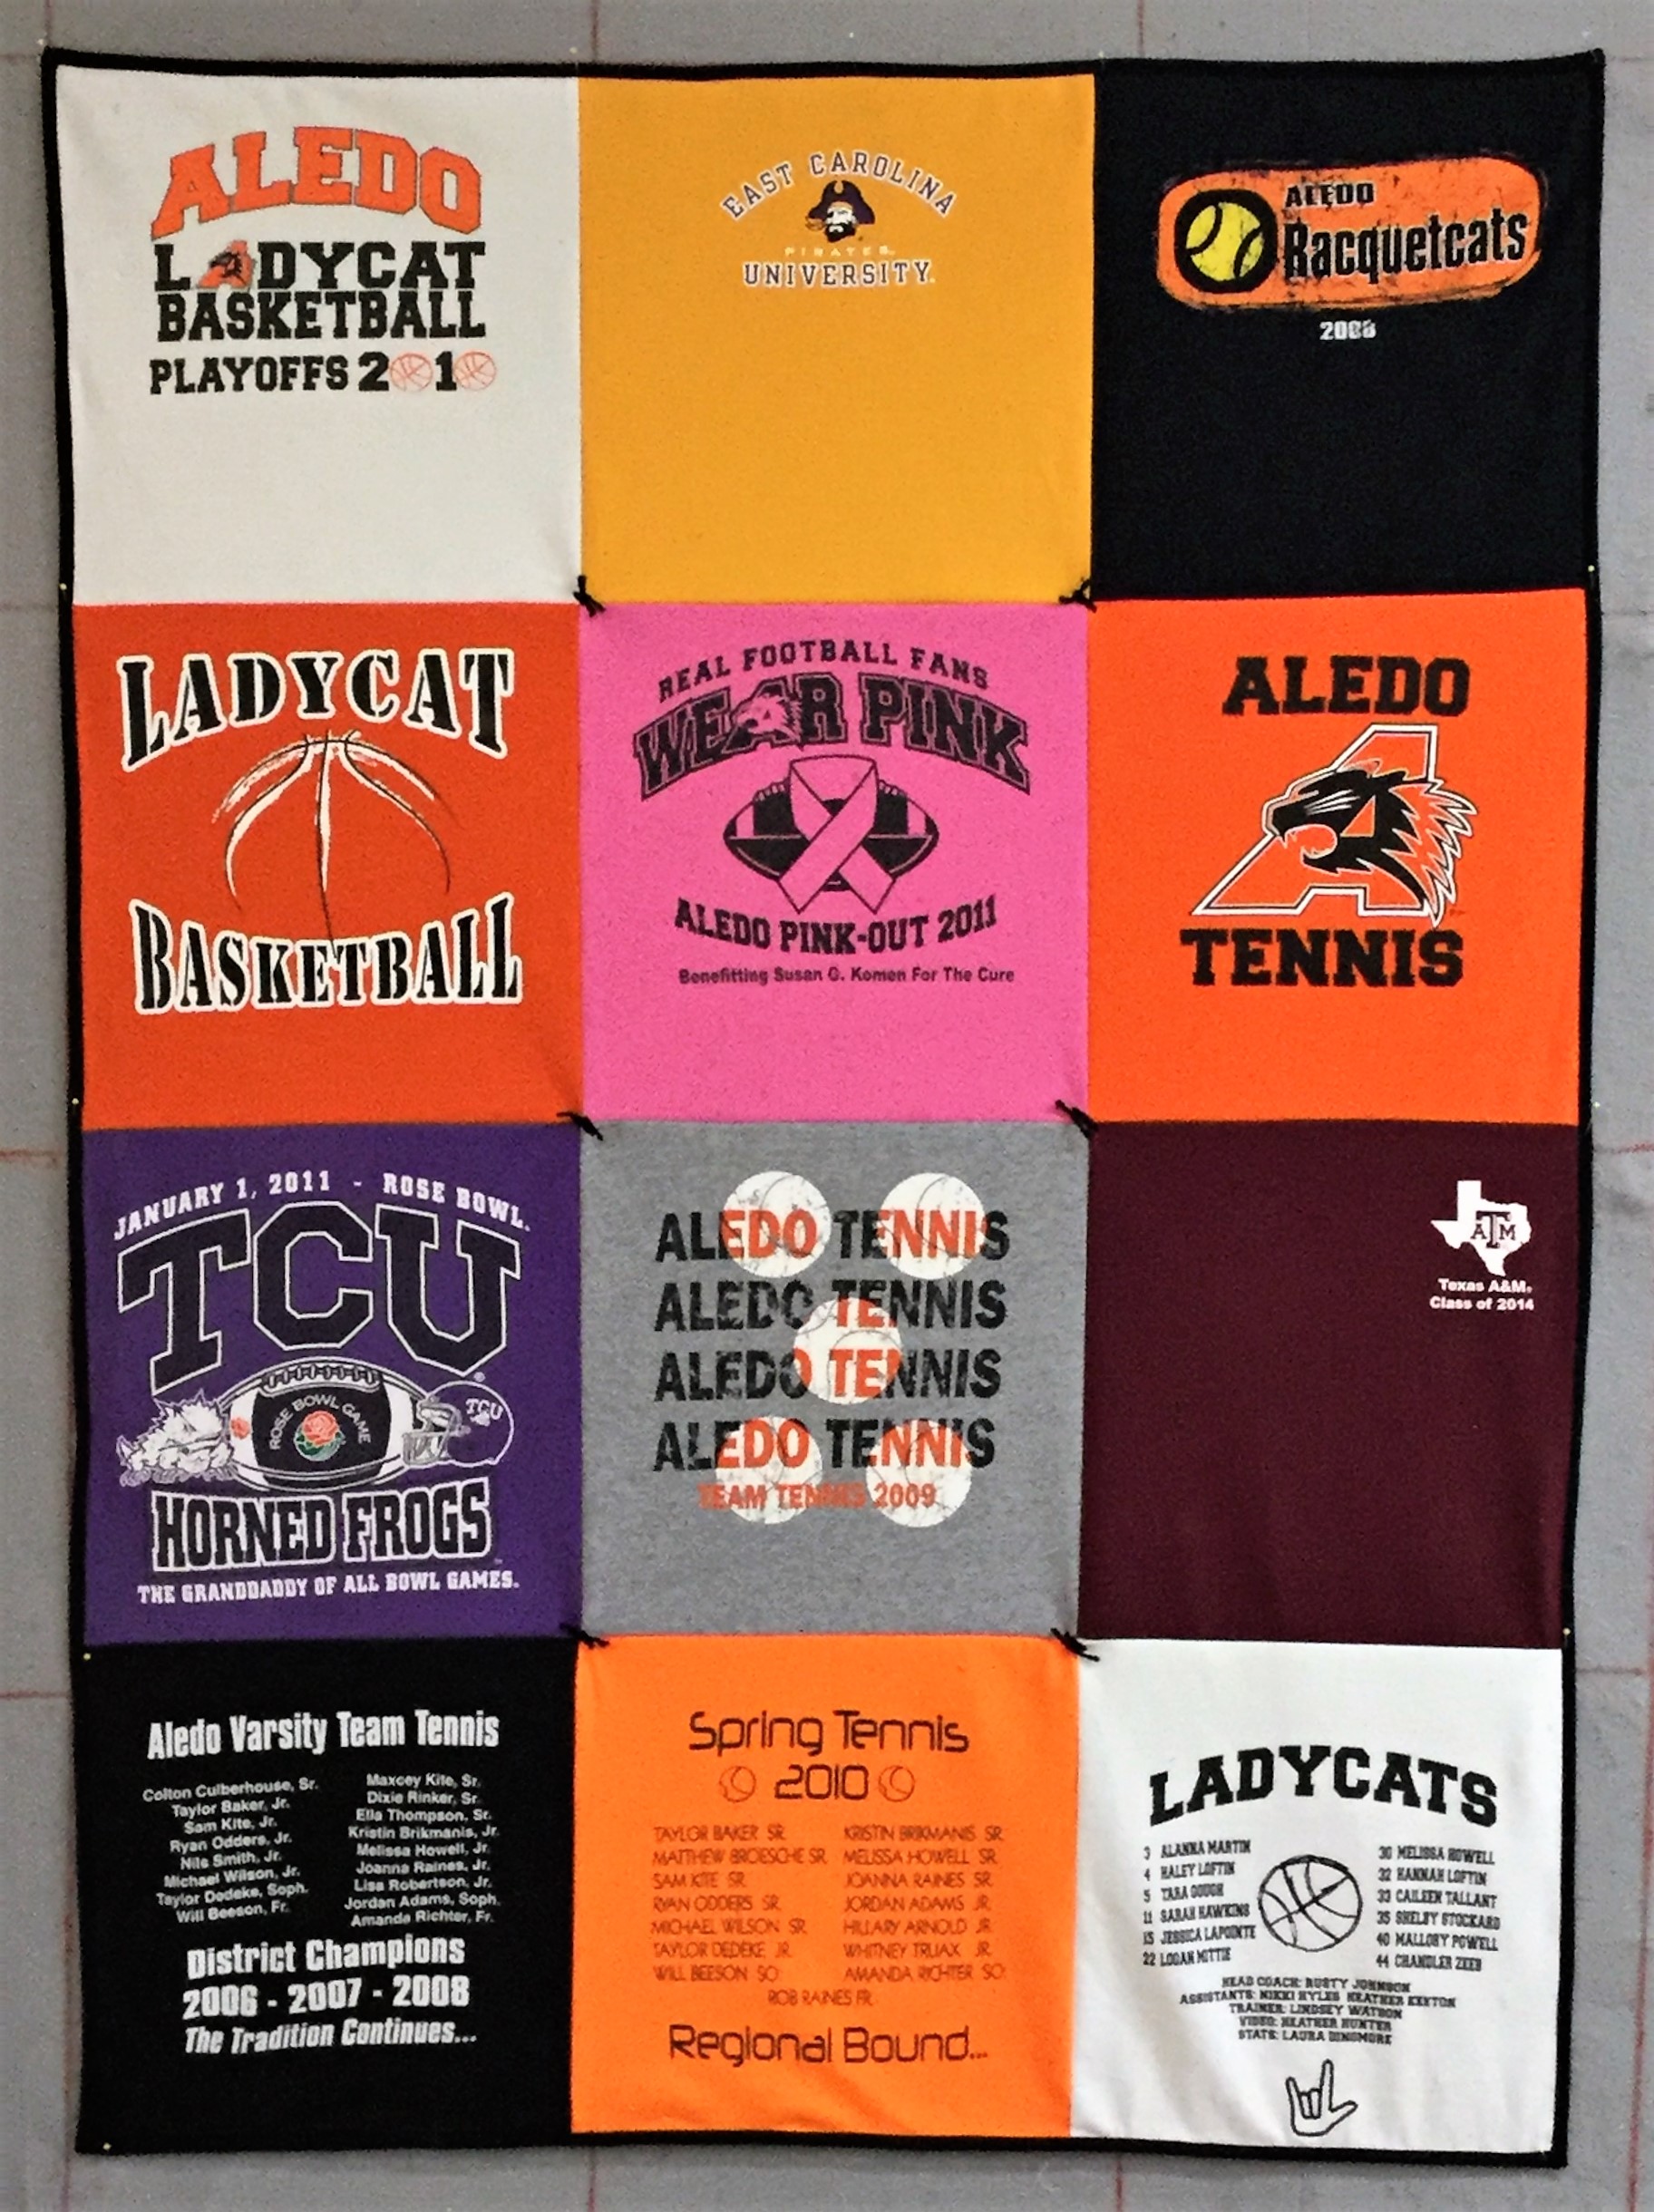 ALEDO
LADYCAT
BASKETBALL
PLAYOFFS 2010
EAST CAROLINA
PIRATES
UNIVERSITY
ALEDO
Racquetcats
LADYCAT
BASKETBALL
REAL FOOTBALL FANS
WEAR PINK
ALEDO PINK-OUT 2011
Benefitting Susan G. Komen For The Cure
ALEDO
A
TENNIS
JANUARY 1, 2011 - ROSE BOWL.
TCU
ROSE BOWL GAME
TCU
HORNED FROGS
THE GRANDDADDY OF ALL BOWL GAMES.
ALEDO TENNIS
ALEDO TENNIS
ALEDO TENNIS
ALEDO TENNIS
TEAM TENNIS 2009
ATM
Texas A&M
Class of 2014
Aledo Varsity Team Tennis
Colton Culberhouse, Sr.
Taylor Baker, Jr.
Sam Kite, Jr.
Ryan Odders, Jr.
Nile Smith, Jr.
Michael Wilson, Jr.
Taylor Dedeke, Soph.
Will Beeson, Fr.
Maxcey Kite, Sr.
Dixie Rinker, Sr.
Ella Thompson, Sr.
Kristin Brikmanis, Jr.
Melissa Howell, Jr.
Joanna Raines, Jr.
Lisa Robertson, Jr.
Jordan Adams, Soph.
Amanda Richter, Fr.
District Champions
2006 - 2007 - 2008
The Tradition Continues...
Spring Tennis
2010
TAYLOR BAKER SR.
MATTHEW BROESCHE SR.
SAM KITE SR.
RYAN ODDERS SR.
MICHAEL WILSON SR.
TAYLOR DEDEKE JR.
WILL BEESON SO.
KRISTIN BRIKMANIS SR.
MELISSA HOWELL SR.
JOANNA RAINES SR.
JORDAN ADAMS JR.
HILLARY ARNOLD JR.
WHITNEY TRUAX JR.
AMANDA RICHTER SO.
ROB RAINES FR.
Regional Bound...
LADYCATS
3 ALANNA MARTIN
4 HALEY LOFTIN
5 TARA GOUGH
11 SARAH HAWKINS
15 JESSICA LAPOINTE
22 LOGAN MITTIE
30 MELISSA HOWELL
32 HANNAH LOFTIN
33 CAILEEN TALLANT
35 SHELBY STOCKARD
40 MALLORY POWELL
44 CHANDLER ZEEB
HEAD COACH: RUSTY JOHNSON
ASSISTANTS: NIKKI HYLES HEATHER KENYON
TRAINER: LINDSEY WATSON
VIDEO: HEATHER HUNTER
STATS: LAURA DINSMORE